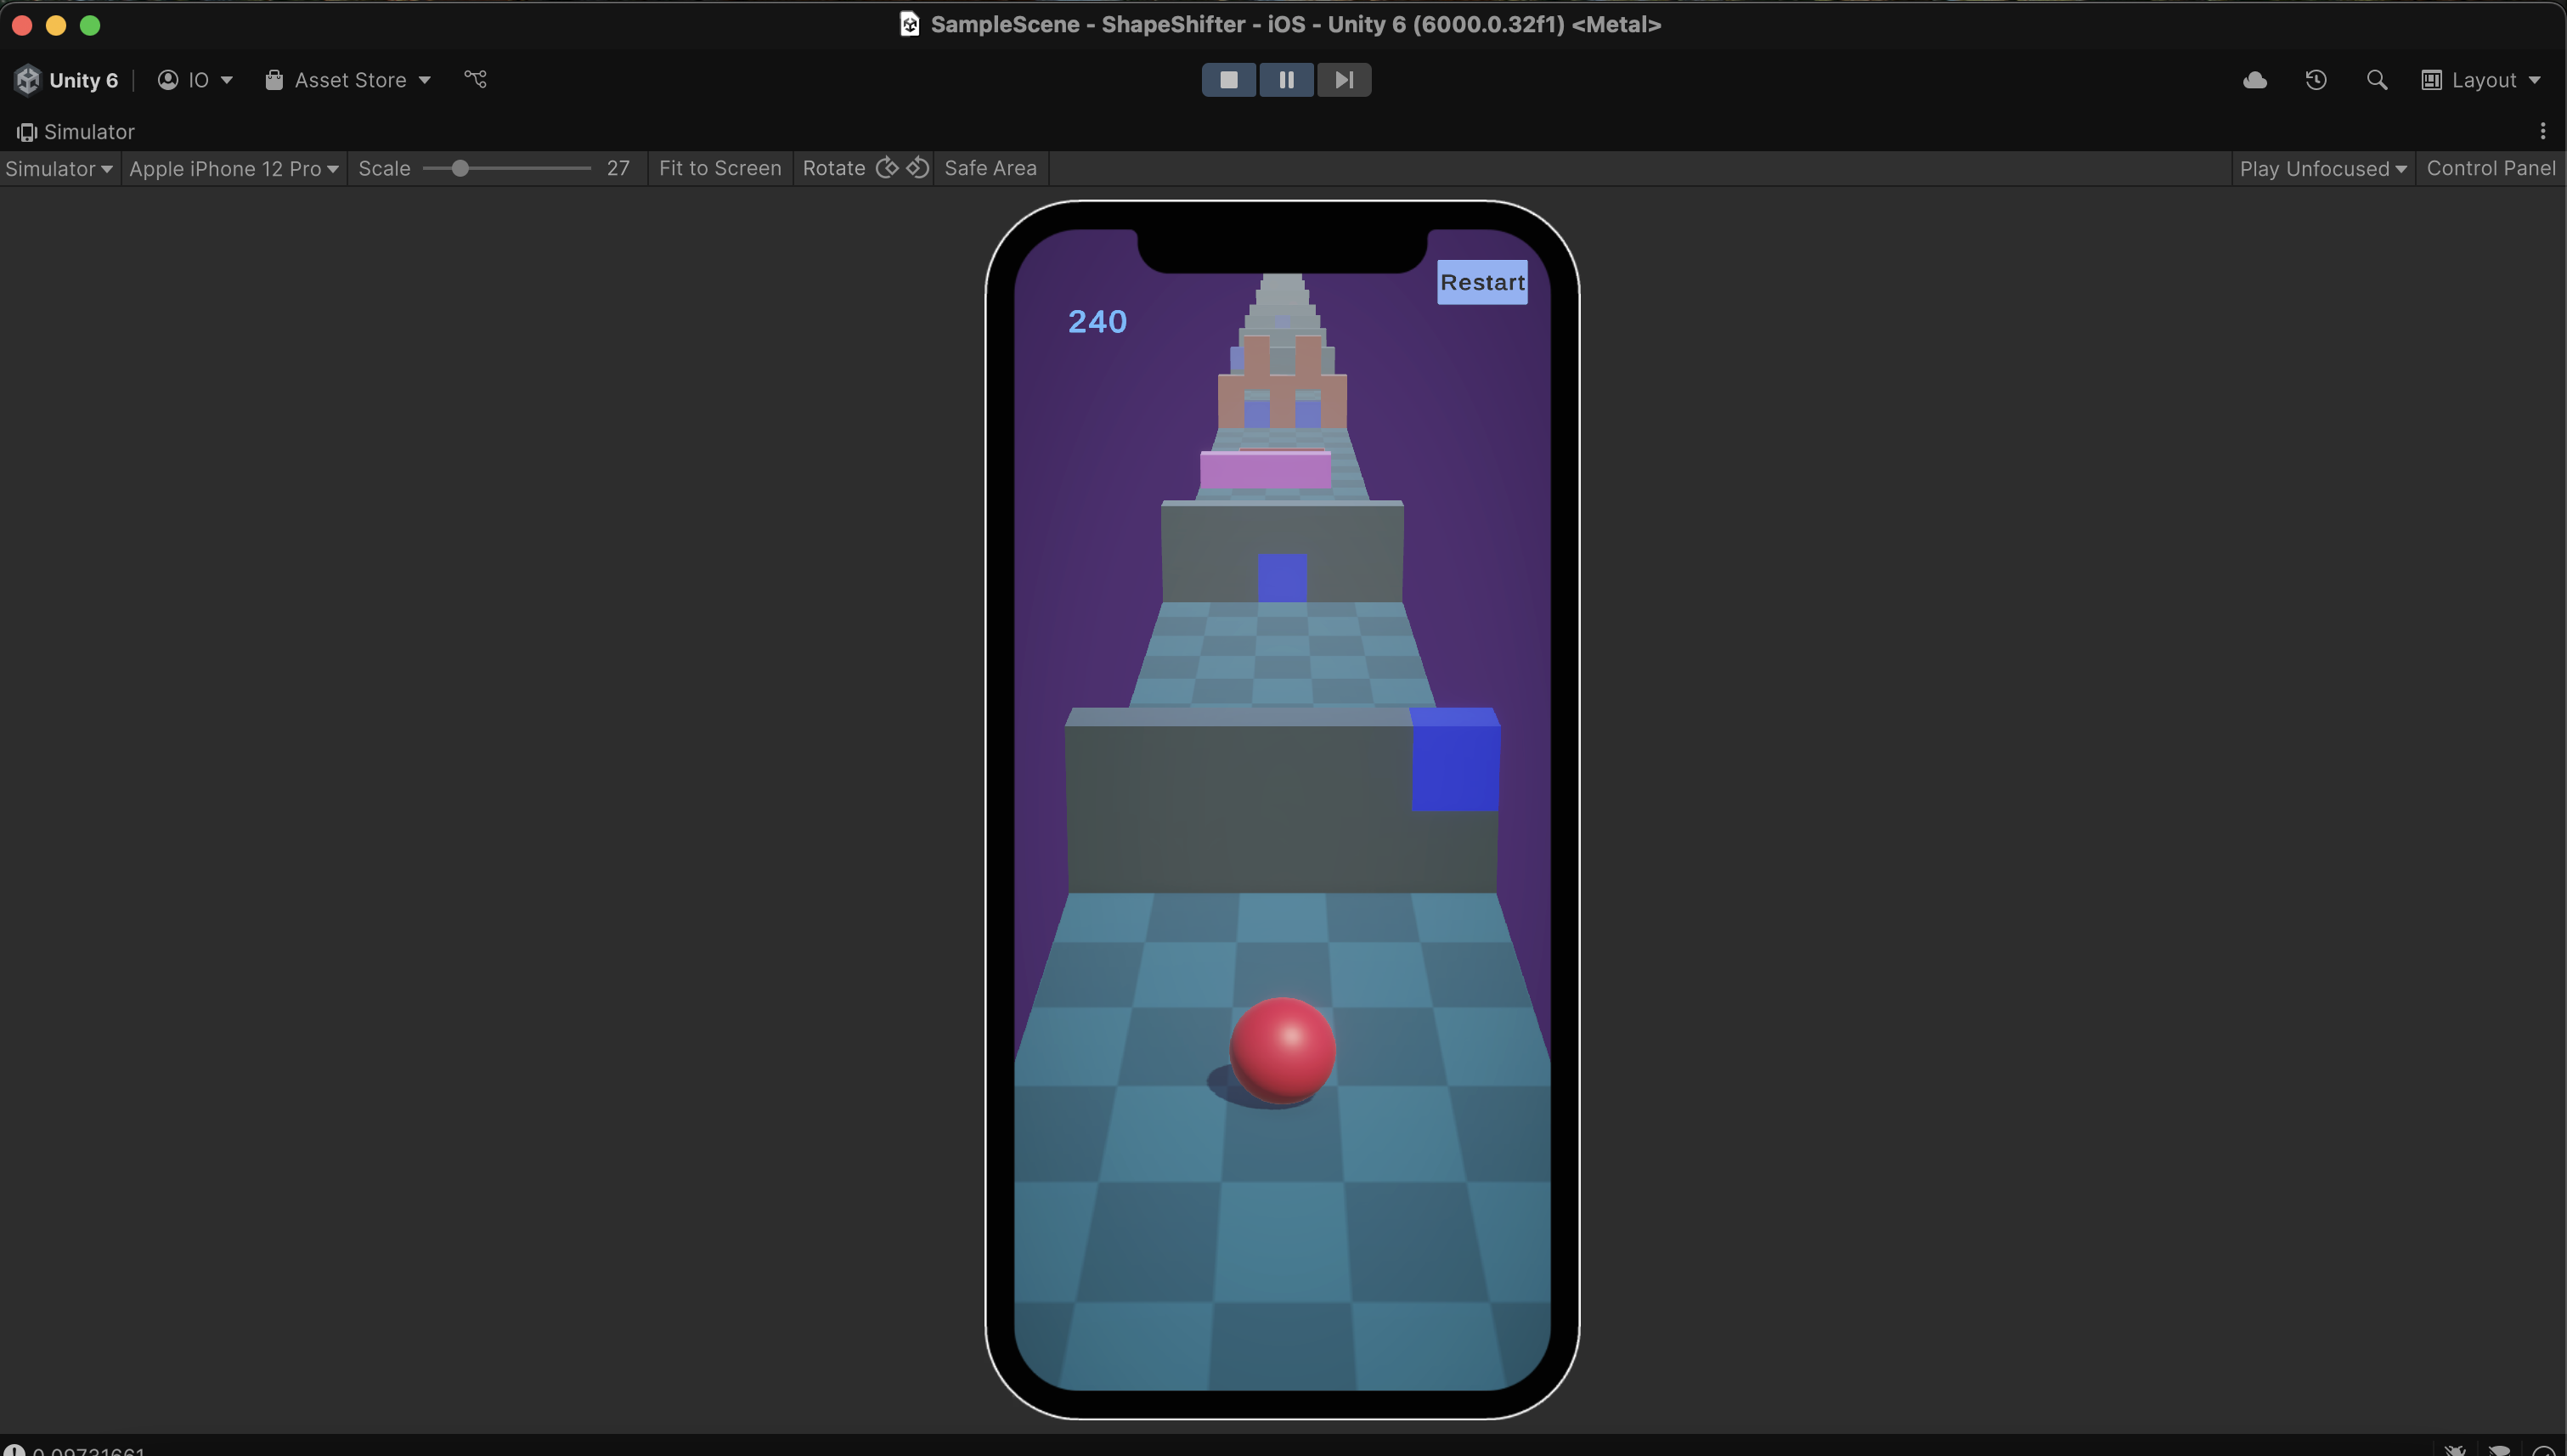 SampleScene - ShapeShifter - iOS - Unity 6 (6000.0.32f1) <Metal>
Unity 6 IO Asset Store Layout
Simulator
Simulator Apple iPhone 12 Pro Scale 27 Fit to Screen Rotate Safe Area Play Unfocused Control Panel
Restart
240
0.09731661